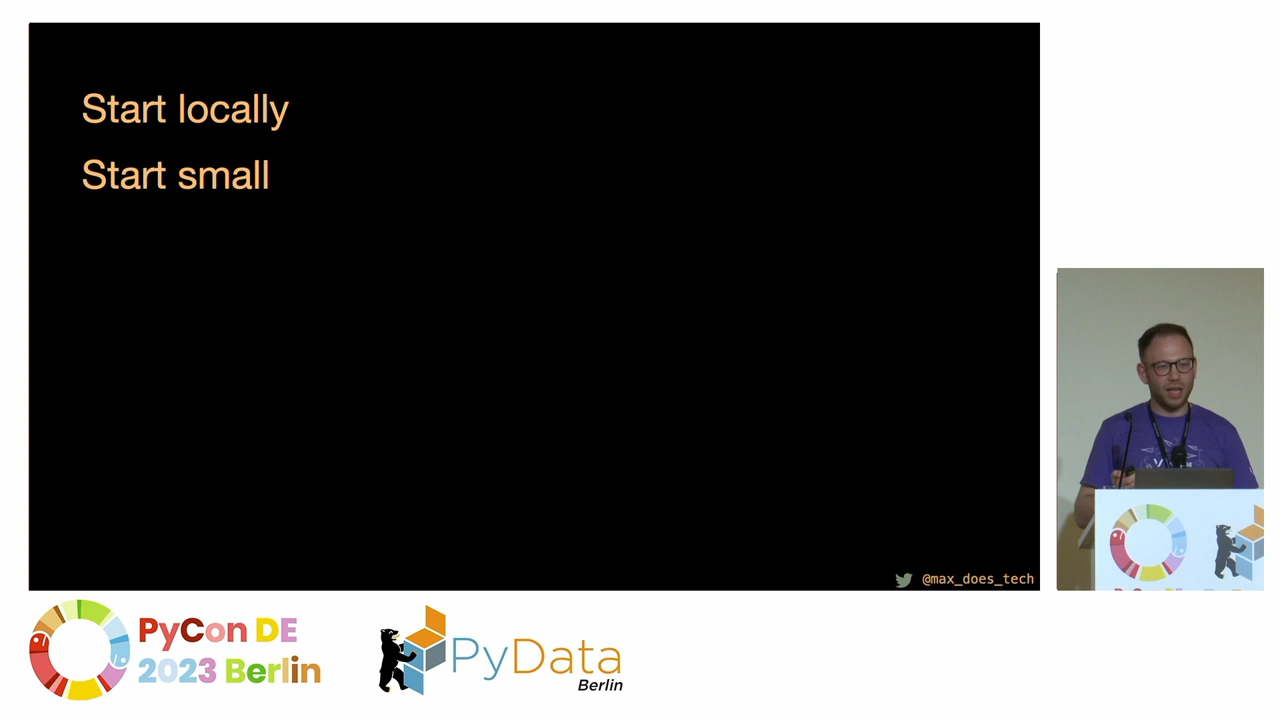 Start locally
Start small
@max_does_tech
PyCon DE
2023 Berlin
PyData
Berlin